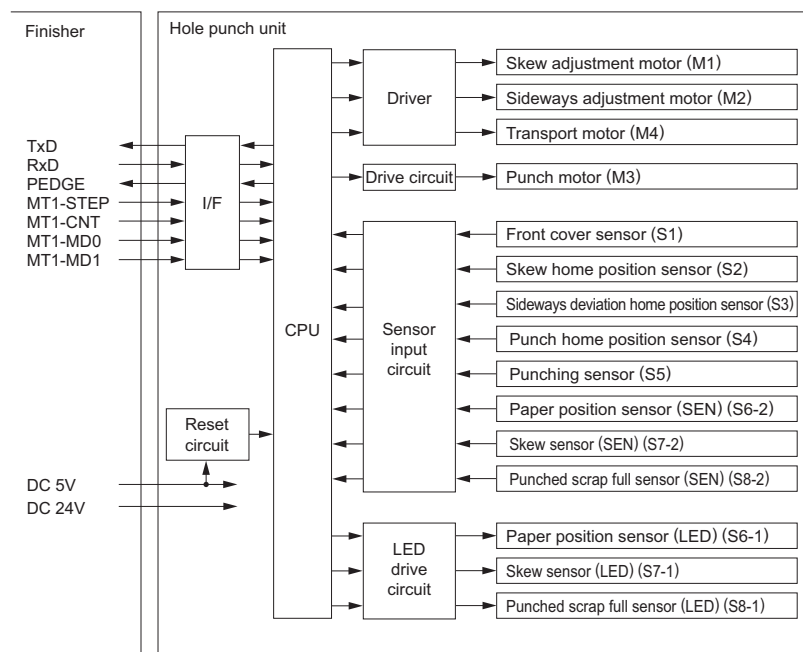 Finisher
Hole punch unit
TxD
RxD
PEDGE
MT1-STEP
MT1-CNT
MT1-MD0
MT1-MD1
DC 5V
DC 24V
I/F
Reset
circuit
CPU
Driver
Drive circuit
Sensor
input
circuit
LED
drive
circuit
Skew adjustment motor (M1)
Sideways adjustment motor (M2)
Transport motor (M4)
Punch motor (M3)
Front cover sensor (S1)
Skew home position sensor (S2)
Sideways deviation home position sensor (S3)
Punch home position sensor (S4)
Punching sensor (S5)
Paper position sensor (SEN) (S6-2)
Skew sensor (SEN) (S7-2)
Punched scrap full sensor (SEN) (S8-2)
Paper position sensor (LED) (S6-1)
Skew sensor (LED) (S7-1)
Punched scrap full sensor (LED) (S8-1)